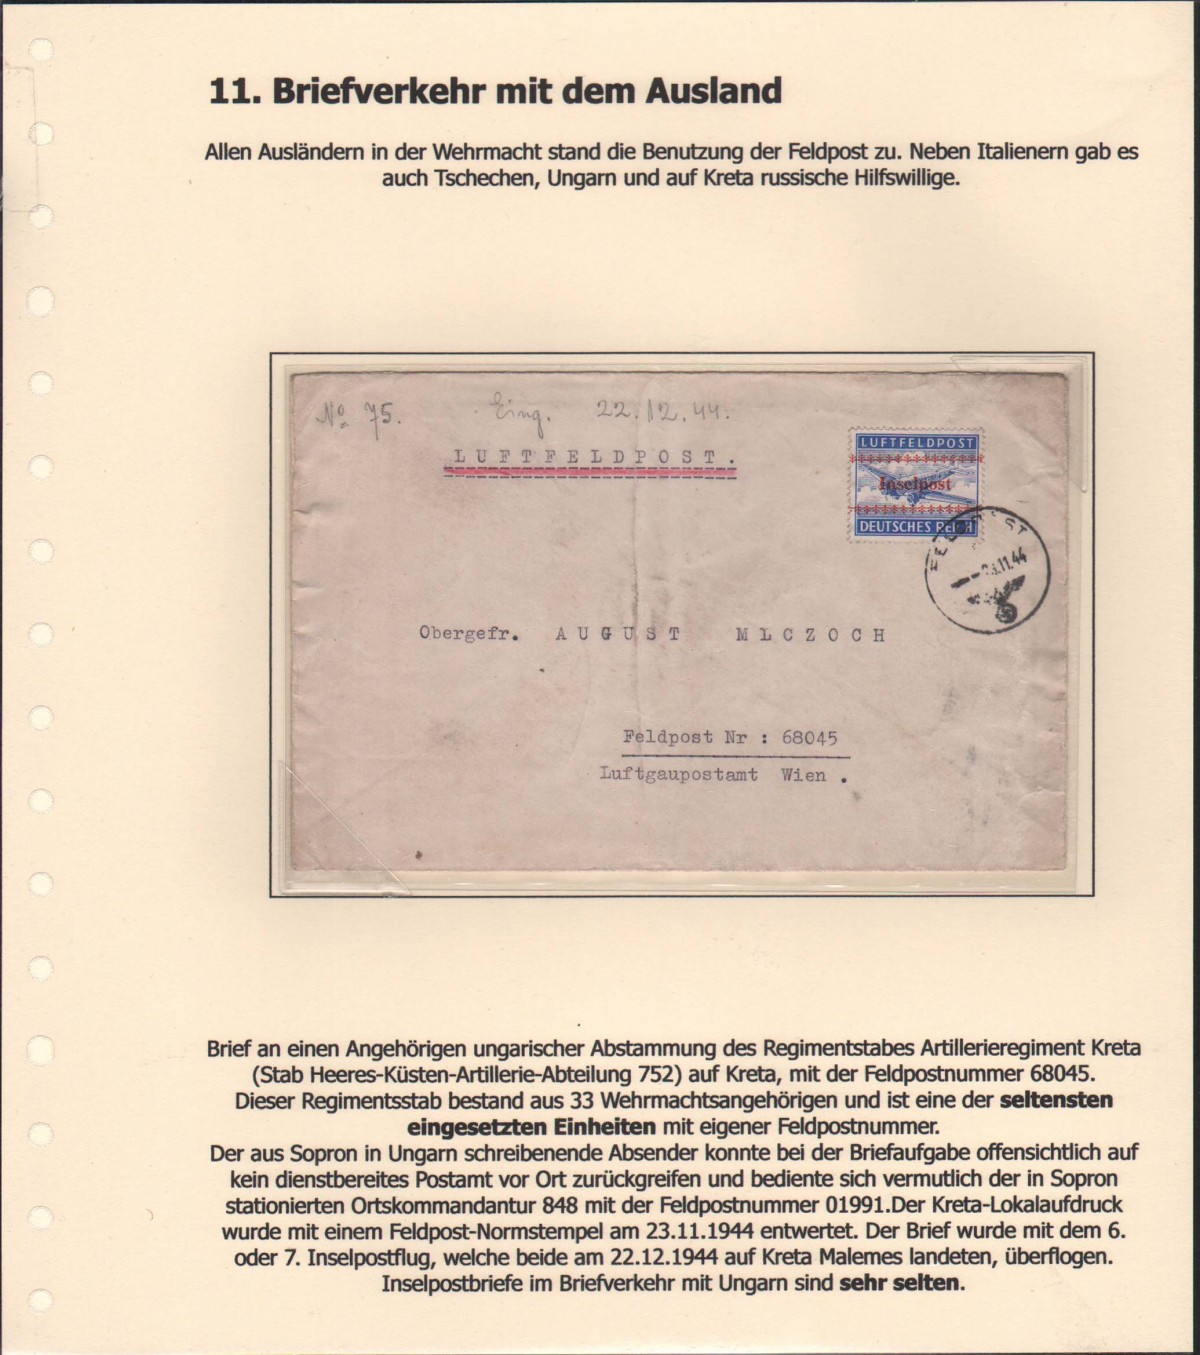 11. Briefverkehr mit dem Ausland
Allen Ausländern in der Wehrmacht stand die Benutzung der Feldpost zu. Neben Italienern gab es
auch Tschechen, Ungarn und auf Kreta russische Hilfswillige.
No 75. Eing. 22.12.44.
LUFTFELDPOST.
LUFTFELDPOST
Inselpost
DEUTSCHES REICH
FELDPOST
23.11.44
Obergefr. AUGUST MLCZOCH
Feldpost Nr : 68045
Luftgaupostamt Wien .
Brief an einen Angehörigen ungarischer Abstammung des Regimentstabes Artillerieregiment Kreta
(Stab Heeres-Küsten-Artillerie-Abteilung 752) auf Kreta, mit der Feldpostnummer 68045.
Dieser Regimentsstab bestand aus 33 Wehrmachtsangehörigen und ist eine der seltensten
eingesetzten Einheiten mit eigener Feldpostnummer.
Der aus Sopron in Ungarn schreibenende Absender konnte bei der Briefaufgabe offensichtlich auf
kein dienstbereites Postamt vor Ort zurückgreifen und bediente sich vermutlich der in Sopron
stationierten Ortskommandantur 848 mit der Feldpostnummer 01991.Der Kreta-Lokalaufdruck
wurde mit einem Feldpost-Normstempel am 23.11.1944 entwertet. Der Brief wurde mit dem 6.
oder 7. Inselpostflug, welche beide am 22.12.1944 auf Kreta Malemes landeten, überflogen.
Inselpostbriefe im Briefverkehr mit Ungarn sind sehr selten.